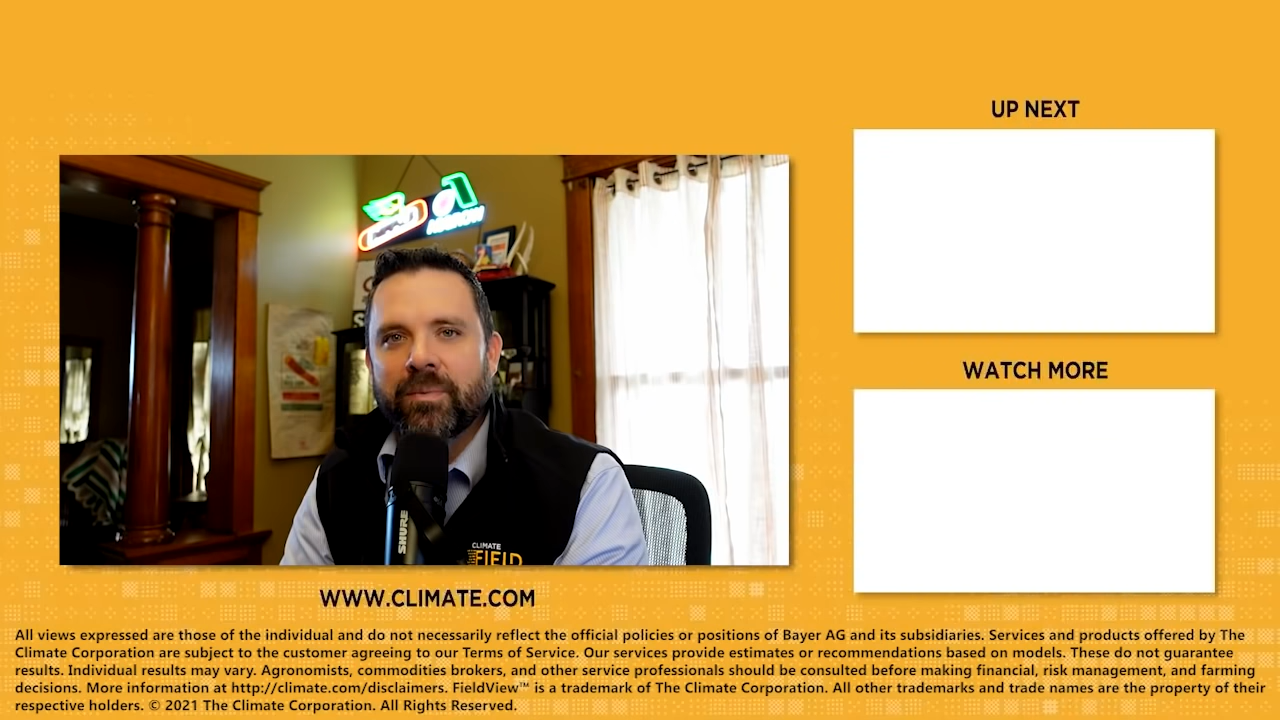 UP NEXT
WATCH MORE
SHURE
CLIMATE
FIELD
WWW.CLIMATE.COM
All views expressed are those of the individual and do not necessarily reflect the official policies or positions of Bayer AG and its subsidiaries. Services and products offered by The
Climate Corporation are subject to the customer agreeing to our Terms of Service. Our services provide estimates or recommendations based on models. These do not guarantee
results. Individual results may vary. Agronomists, commodities brokers, and other service professionals should be consulted before making financial, risk management, and farming
decisions. More information at http://climate.com/disclaimers. FieldView™ is a trademark of The Climate Corporation. All other trademarks and trade names are the property of their
respective holders. © 2021 The Climate Corporation. All Rights Reserved.